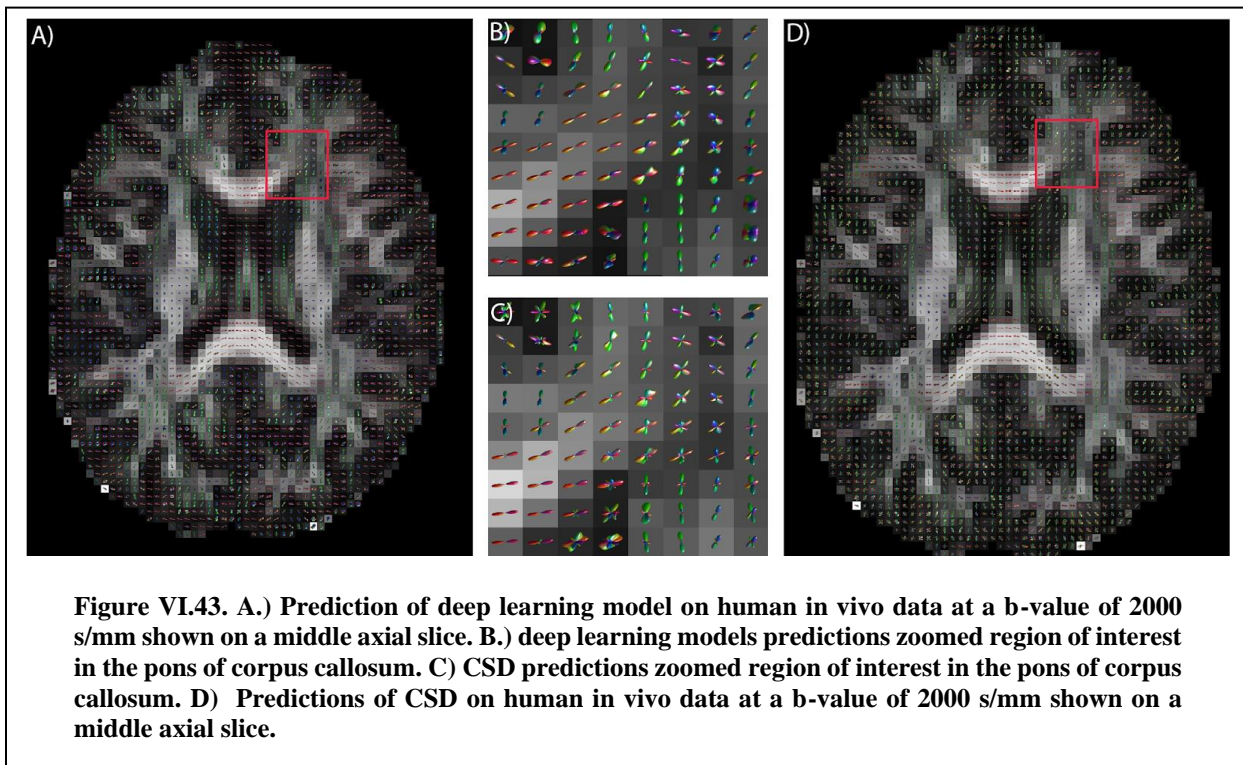 A)
B)
D)
C)
Figure VI.43. A.) Prediction of deep learning model on human in vivo data at a b-value of 2000
s/mm shown on a middle axial slice. B.) deep learning models predictions zoomed region of interest
in the pons of corpus callosum. C) CSD predictions zoomed region of interest in the pons of corpus
callosum. D) Predictions of CSD on human in vivo data at a b-value of 2000 s/mm shown on a
middle axial slice.